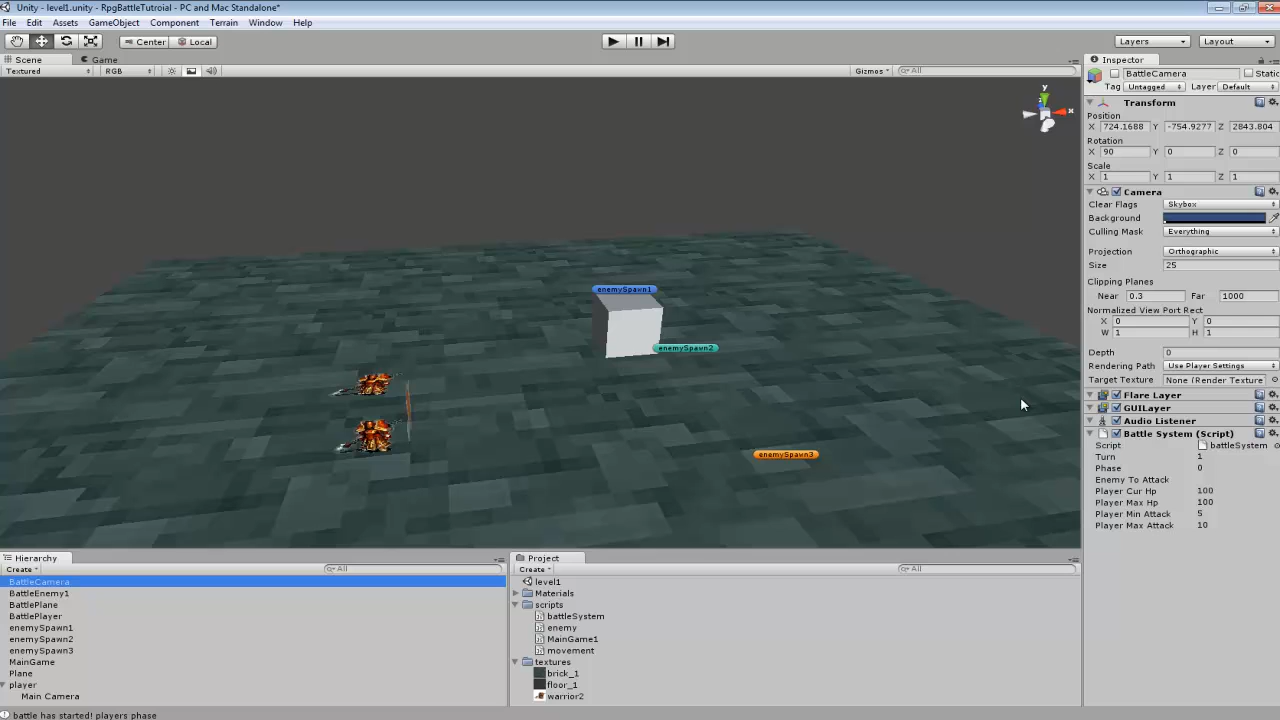 Unity - level1.unity - RpgBattleTutroial - PC and Mac Standalone*
File Edit Assets GameObject Component Terrain Window Help
Center Local Layers Layout
Scene Game
Textured RGB Gizmos All
enemySpawn1
enemySpawn2
enemySpawn3
y
x
Inspector
BattleCamera Static
Tag Untagged Layer Default
Transform
Position
X 724.1688 Y -754.9277 Z 2843.804
Rotation
X 90 Y 0 Z 0
Scale
X 1 Y 1 Z 1
Camera
Clear Flags Skybox
Background
Culling Mask Everything
Projection Orthographic
Size 25
Clipping Planes
Near 0.3 Far 1000
Normalized View Port Rect
X 0 Y 0
W 1 H 1
Depth 0
Rendering Path Use Player Settings
Target Texture None (Render Texture
Flare Layer
GUILayer
Audio Listener
Battle System (Script)
Script battleSystem
Turn 1
Phase 0
Enemy To Attack
Player Cur Hp 100
Player Max Hp 100
Player Min Attack 5
Player Max Attack 10
Hierarchy
Create All
BattleCamera
BattleEnemy1
BattlePlane
BattlePlayer
enemySpawn1
enemySpawn2
enemySpawn3
MainGame
Plane
player
Main Camera
Project
Create All
level1
Materials
scripts
battleSystem
enemy
MainGame1
movement
textures
brick_1
floor_1
warrior2
battle has started! players phase